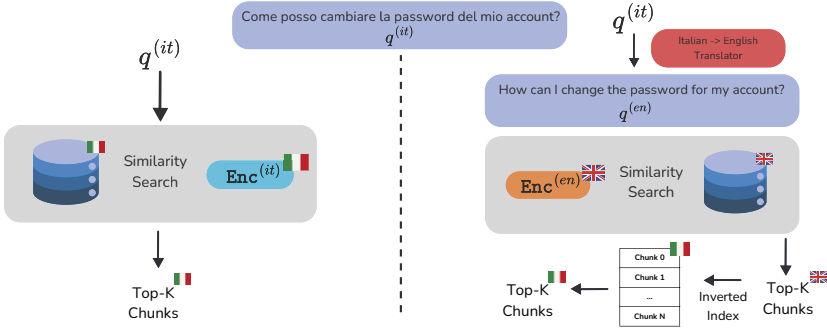 Come posso cambiare la password del mio account?
q^(it)
q^(it)
Similarity
Search
Enc^(it)
Top-K
Chunks
q^(it)
Italian -> English
Translator
How can I change the password for my account?
q^(en)
Enc^(en)
Similarity
Search
Top-K
Chunks
Inverted
Index
Chunk 0
Chunk 1
...
Chunk N
Top-K
Chunks